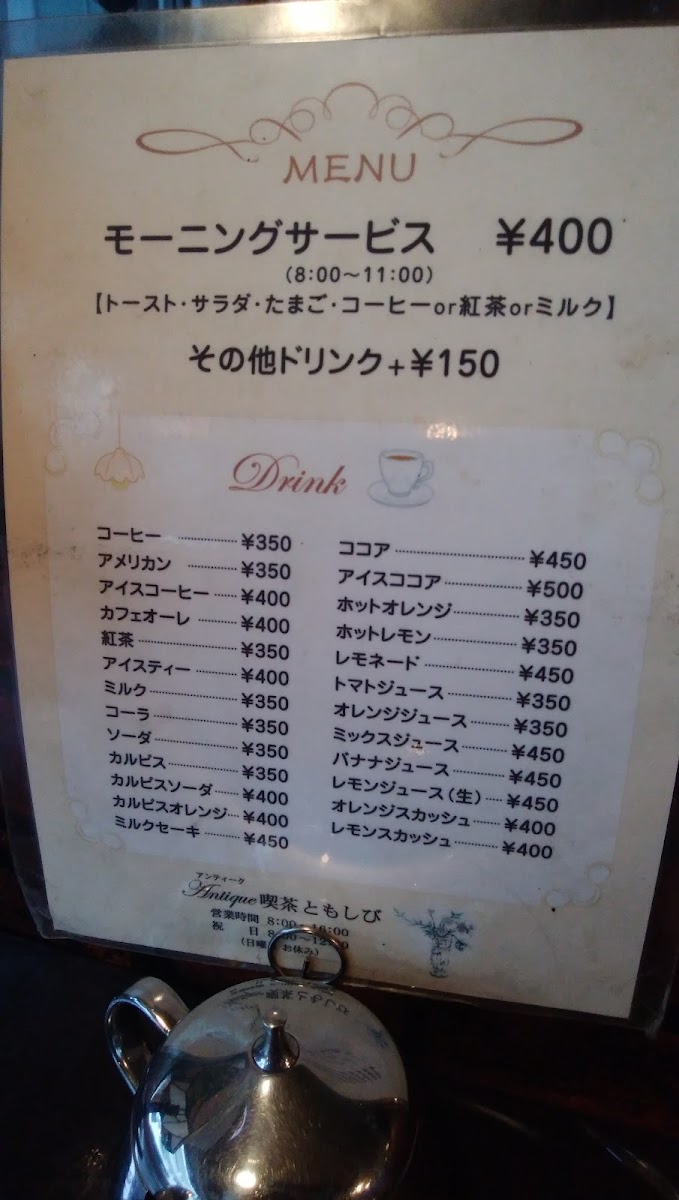 MENU
モーニングサービス ¥400
(8:00〜11:00)
【トースト・サラダ・たまご・コーヒーor紅茶orミルク】
その他ドリンク+¥150
Drink
コーヒー ¥350
アメリカン ¥350
アイスコーヒー ¥400
カフェオーレ ¥400
紅茶 ¥350
アイスティー ¥400
ミルク ¥350
コーラ ¥350
ソーダ ¥350
カルピス ¥350
カルピスソーダ ¥400
カルピスオレンジ ¥400
ミルクセーキ ¥450
ココア ¥450
アイスココア ¥500
ホットオレンジ ¥350
ホットレモン ¥350
レモネード ¥450
トマトジュース ¥350
オレンジジュース ¥350
ミックスジュース ¥450
バナナジュース ¥450
レモンジュース(生) ¥450
オレンジスカッシュ ¥400
レモンスカッシュ ¥400
アンティーク
Antique 喫茶ともしび
営業時間 8:00〜
祝 日
(日曜 お休み)